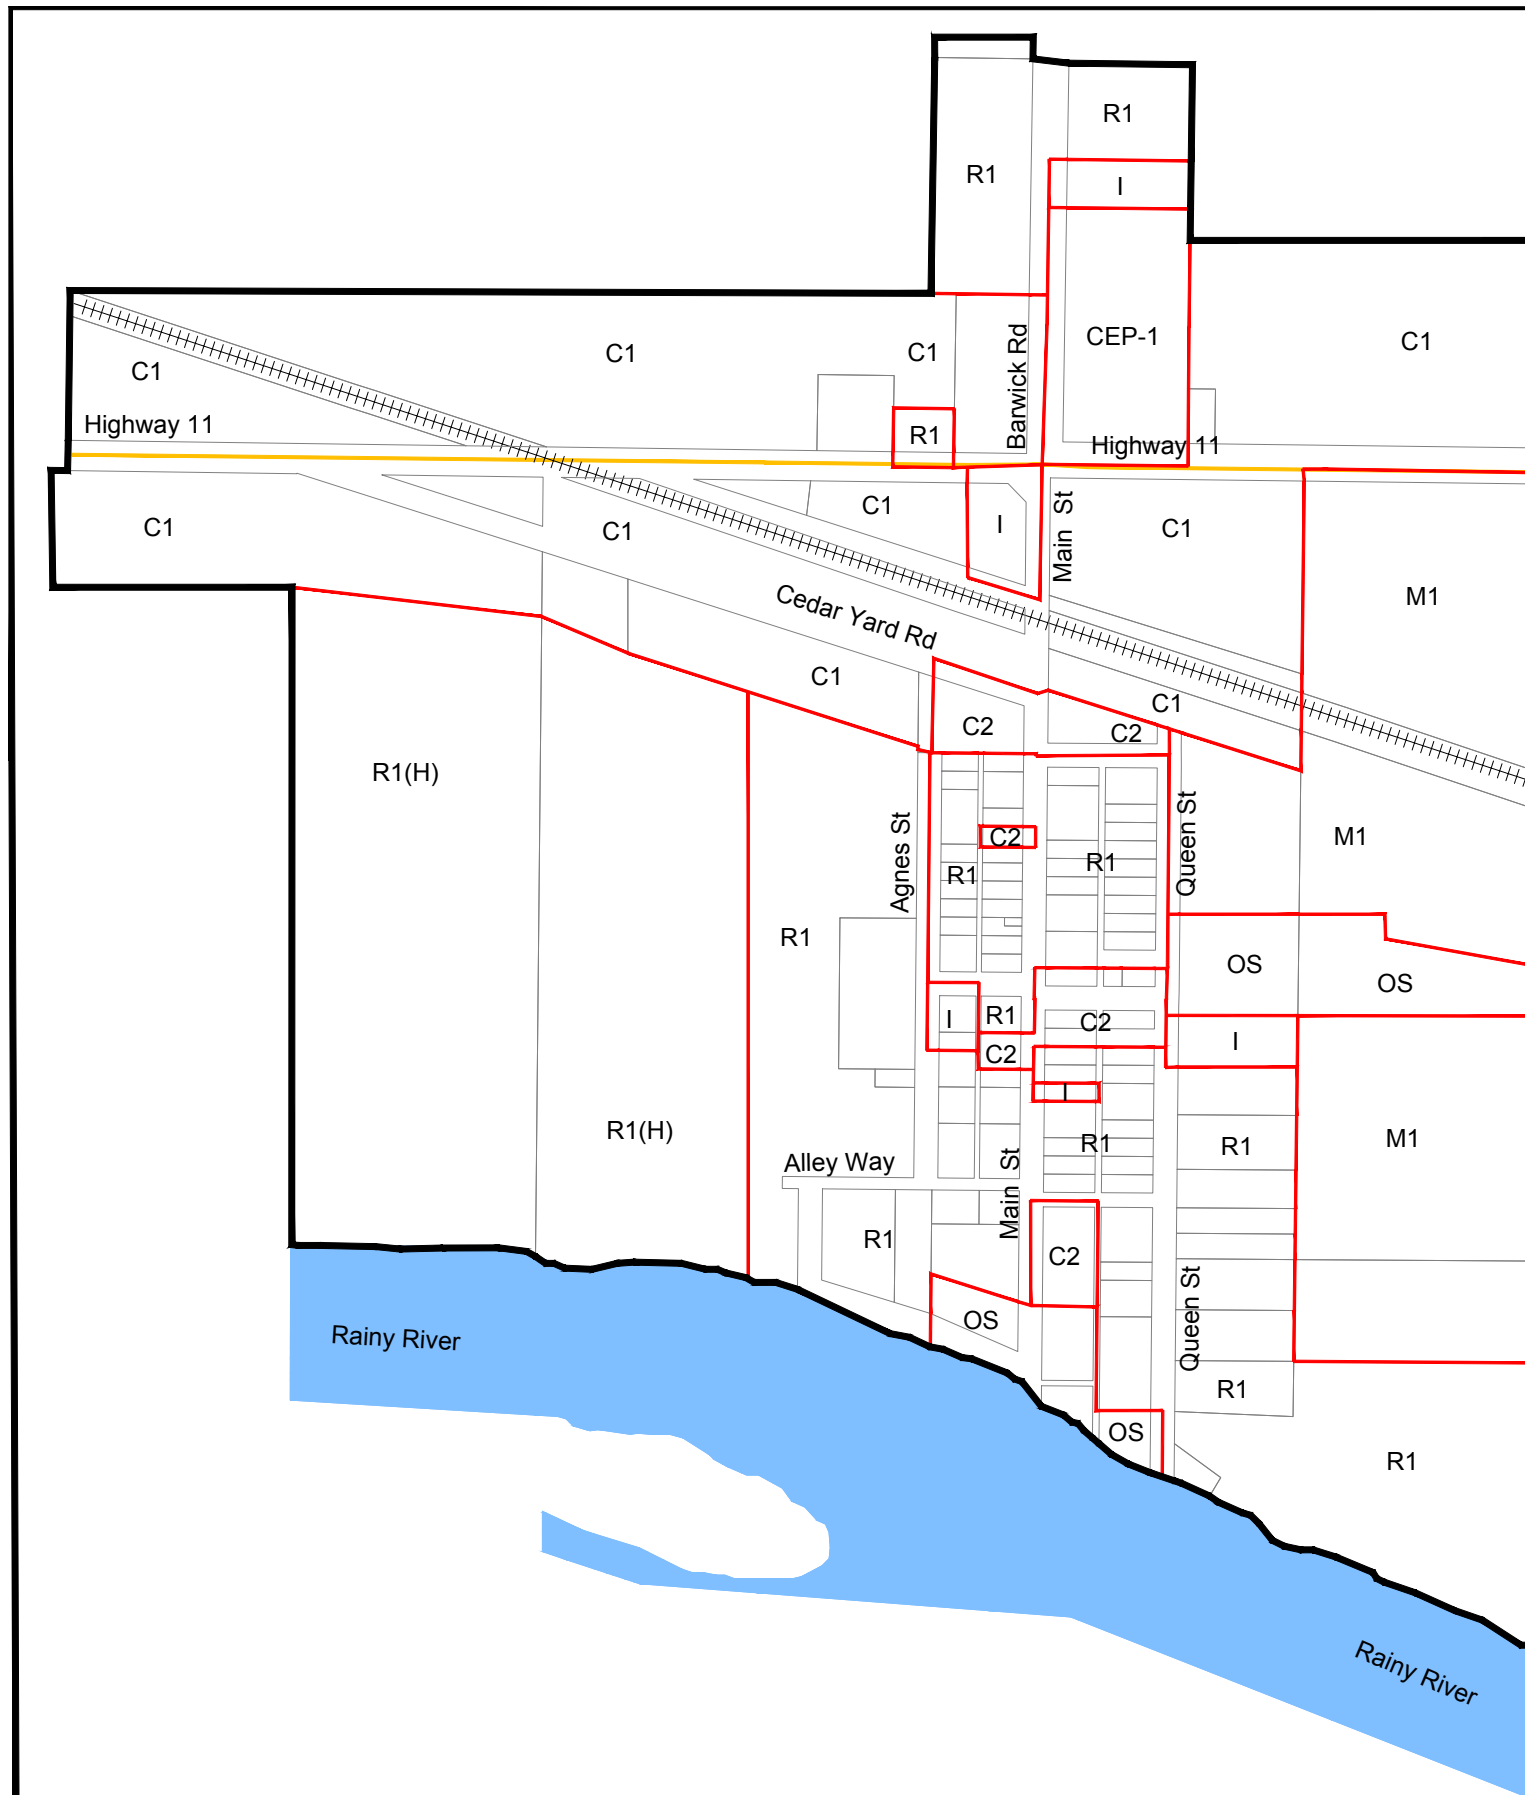 R1
R1
I
CEP-1
Barwick Rd
C1
C1
C1
C1
Highway 11
R1
Highway 11
C1
C1
C1
I
Main St
C1
M1
Cedar Yard Rd
C1
C1
C2
C2
R1(H)
Agnes St
C2
R1
R1
Queen St
M1
R1
OS
OS
I
R1
C2
C2
I
I
R1
R1
M1
R1(H)
Alley Way
Main St
R1
C2
OS
Queen St
R1
OS
R1
Rainy River
Rainy River